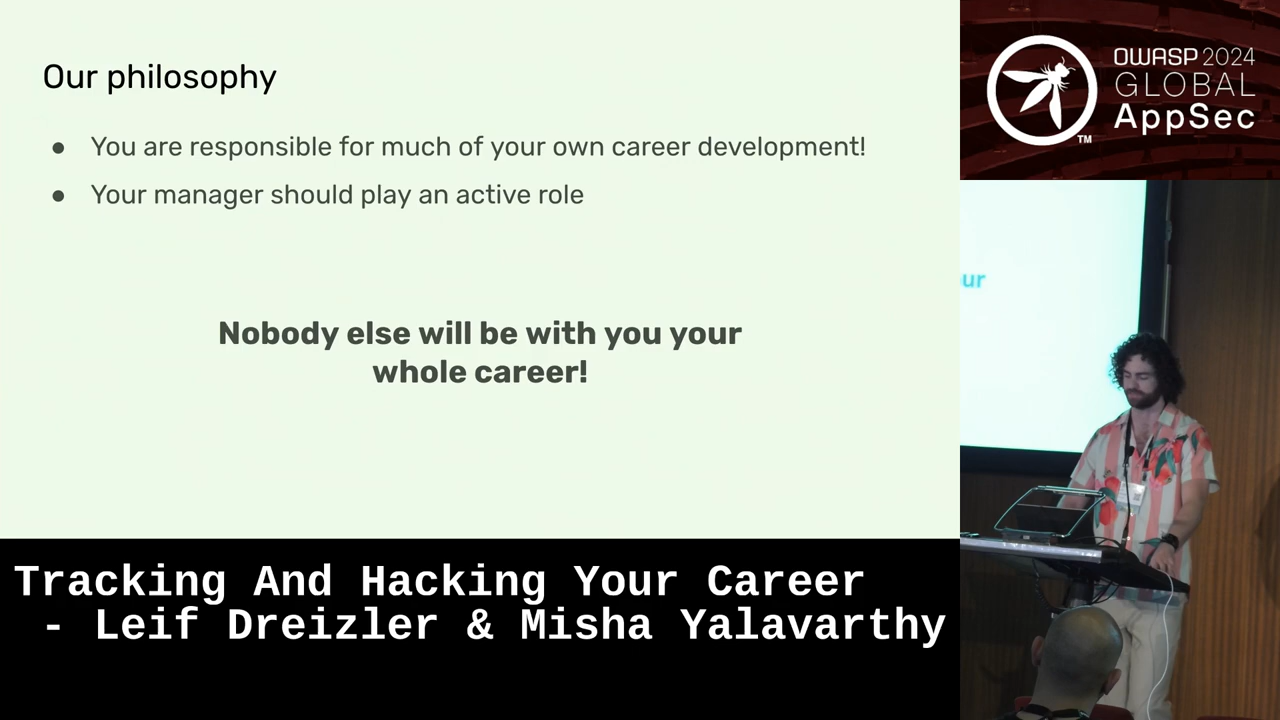 Our philosophy
● You are responsible for much of your own career development!
● Your manager should play an active role
Nobody else will be with you your
whole career!
Tracking And Hacking Your Career
- Leif Dreizler & Misha Yalavarthy
OWASP 2024
GLOBAL
AppSec
TM
ur